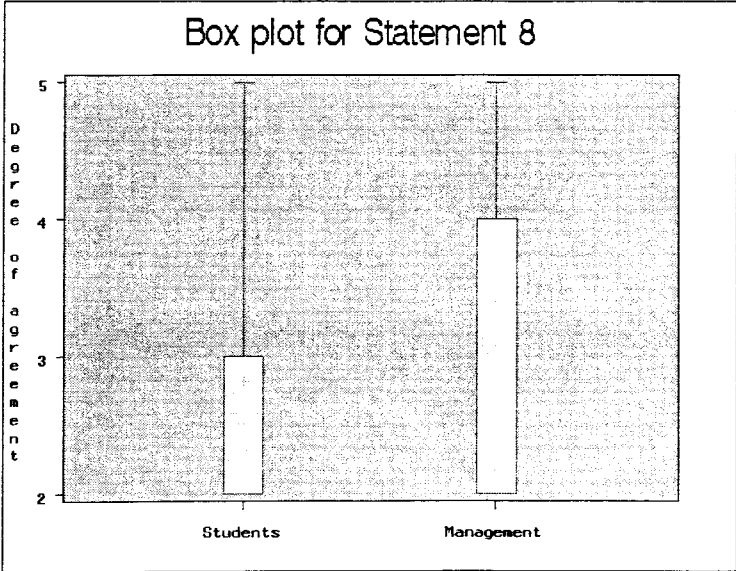 Box plot for Statement 8
Degree of agreement
5
4
3
2
Students
Management